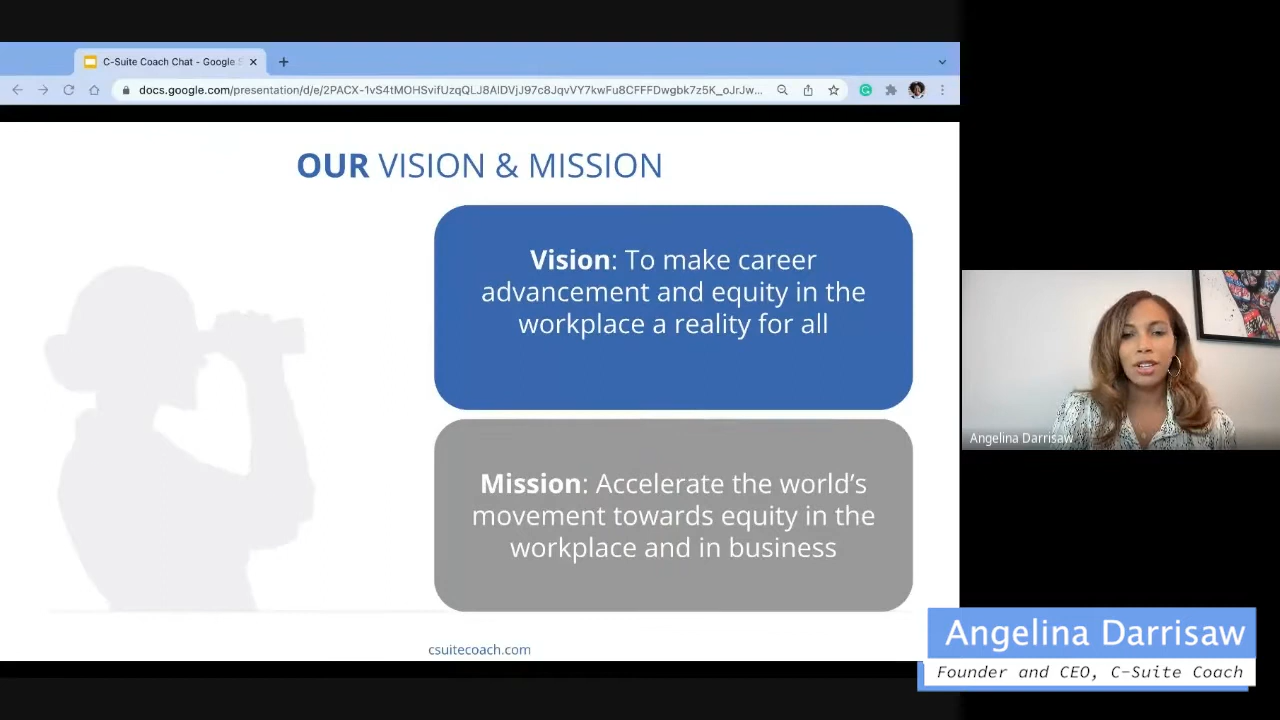 C-Suite Coach Chat - Google S
docs.google.com/presentation/d/e/2PACX-1vS4tMOHSvifUzqQLJ8AlDVjJ97c8JqvVY7kwFu8CFFFDwgbk7z5K_oJrJw...
OUR VISION & MISSION
Vision: To make career
advancement and equity in the
workplace a reality for all
Mission: Accelerate the world's
movement towards equity in the
workplace and in business
csuitecoach.com
Angelina Darrisaw
Angelina Darrisaw
Founder and CEO, C-Suite Coach